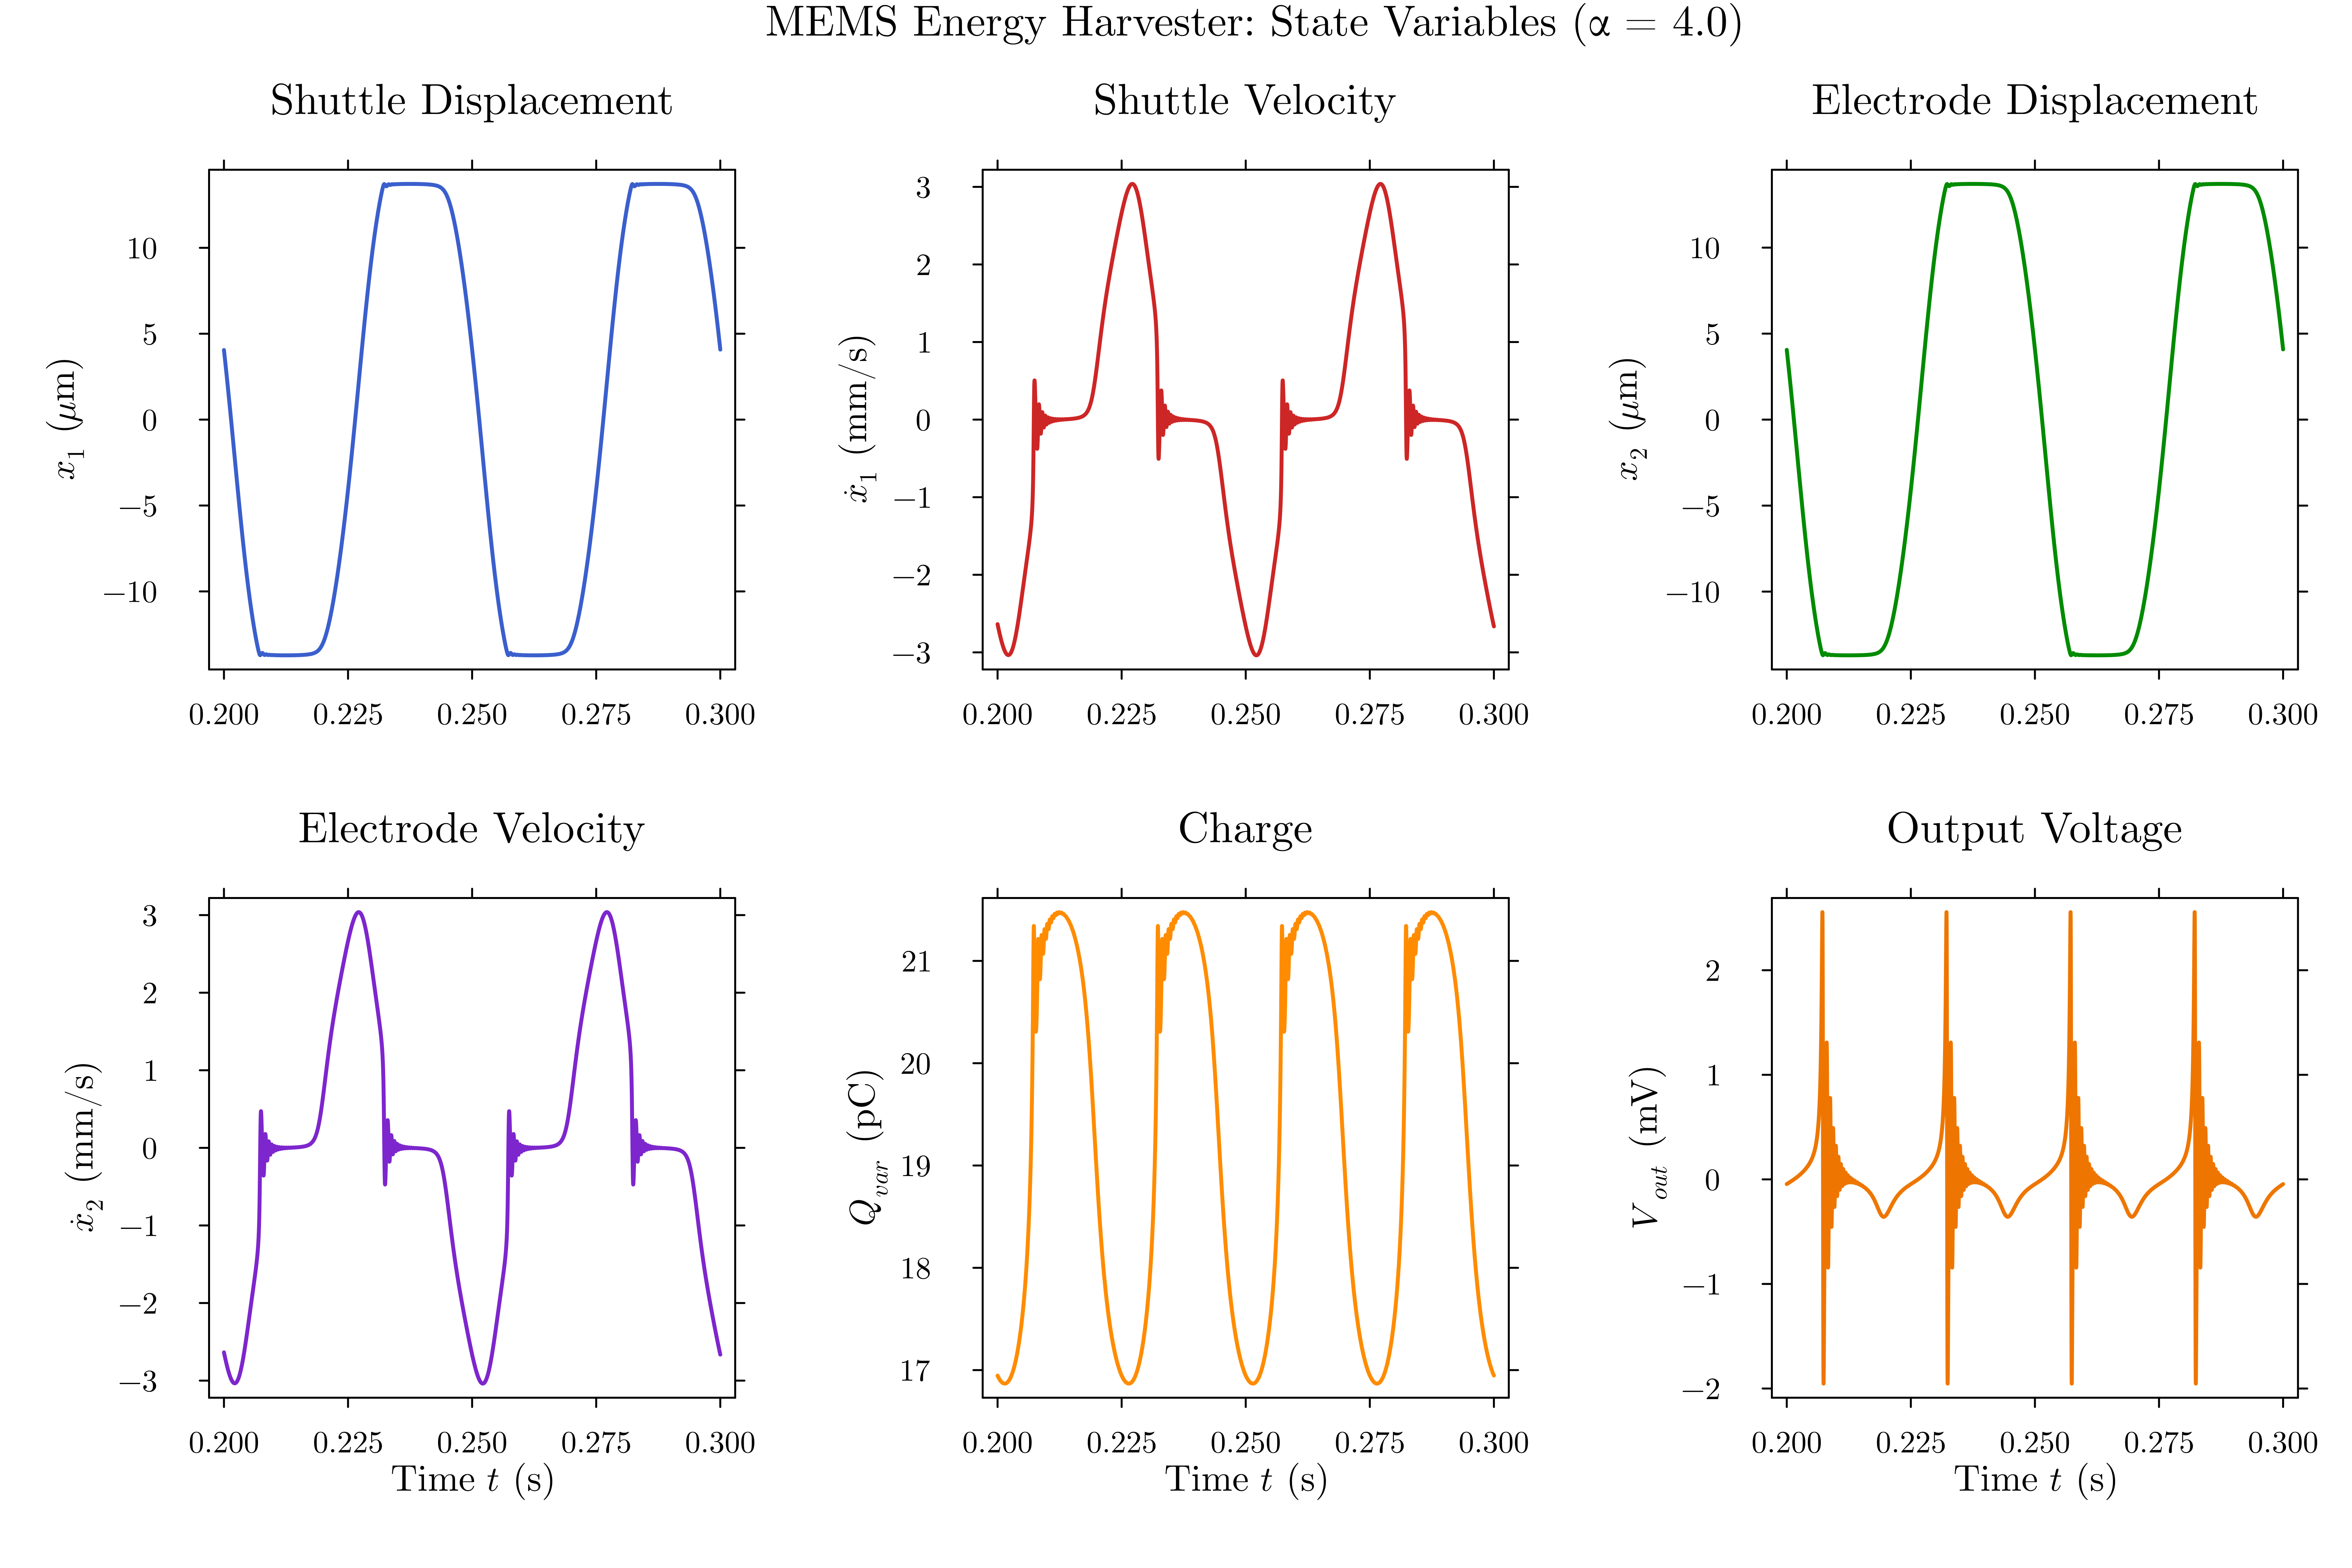 MEMS Energy Harvester: State Variables (α = 4.0)
Shuttle Displacement
x₁ (μm)
10
5
0
−5
−10
0.200 0.225 0.250 0.275 0.300
Shuttle Velocity
ẋ₁ (mm/s)
3
2
1
0
−1
−2
−3
0.200 0.225 0.250 0.275 0.300
Electrode Displacement
x₂ (μm)
10
5
0
−5
−10
0.200 0.225 0.250 0.275 0.300
Electrode Velocity
ẋ₂ (mm/s)
3
2
1
0
−1
−2
−3
0.200 0.225 0.250 0.275 0.300
Time t (s)
Charge
Q_var (pC)
21
20
19
18
17
0.200 0.225 0.250 0.275 0.300
Time t (s)
Output Voltage
V_out (mV)
2
1
0
−1
−2
0.200 0.225 0.250 0.275 0.300
Time t (s)